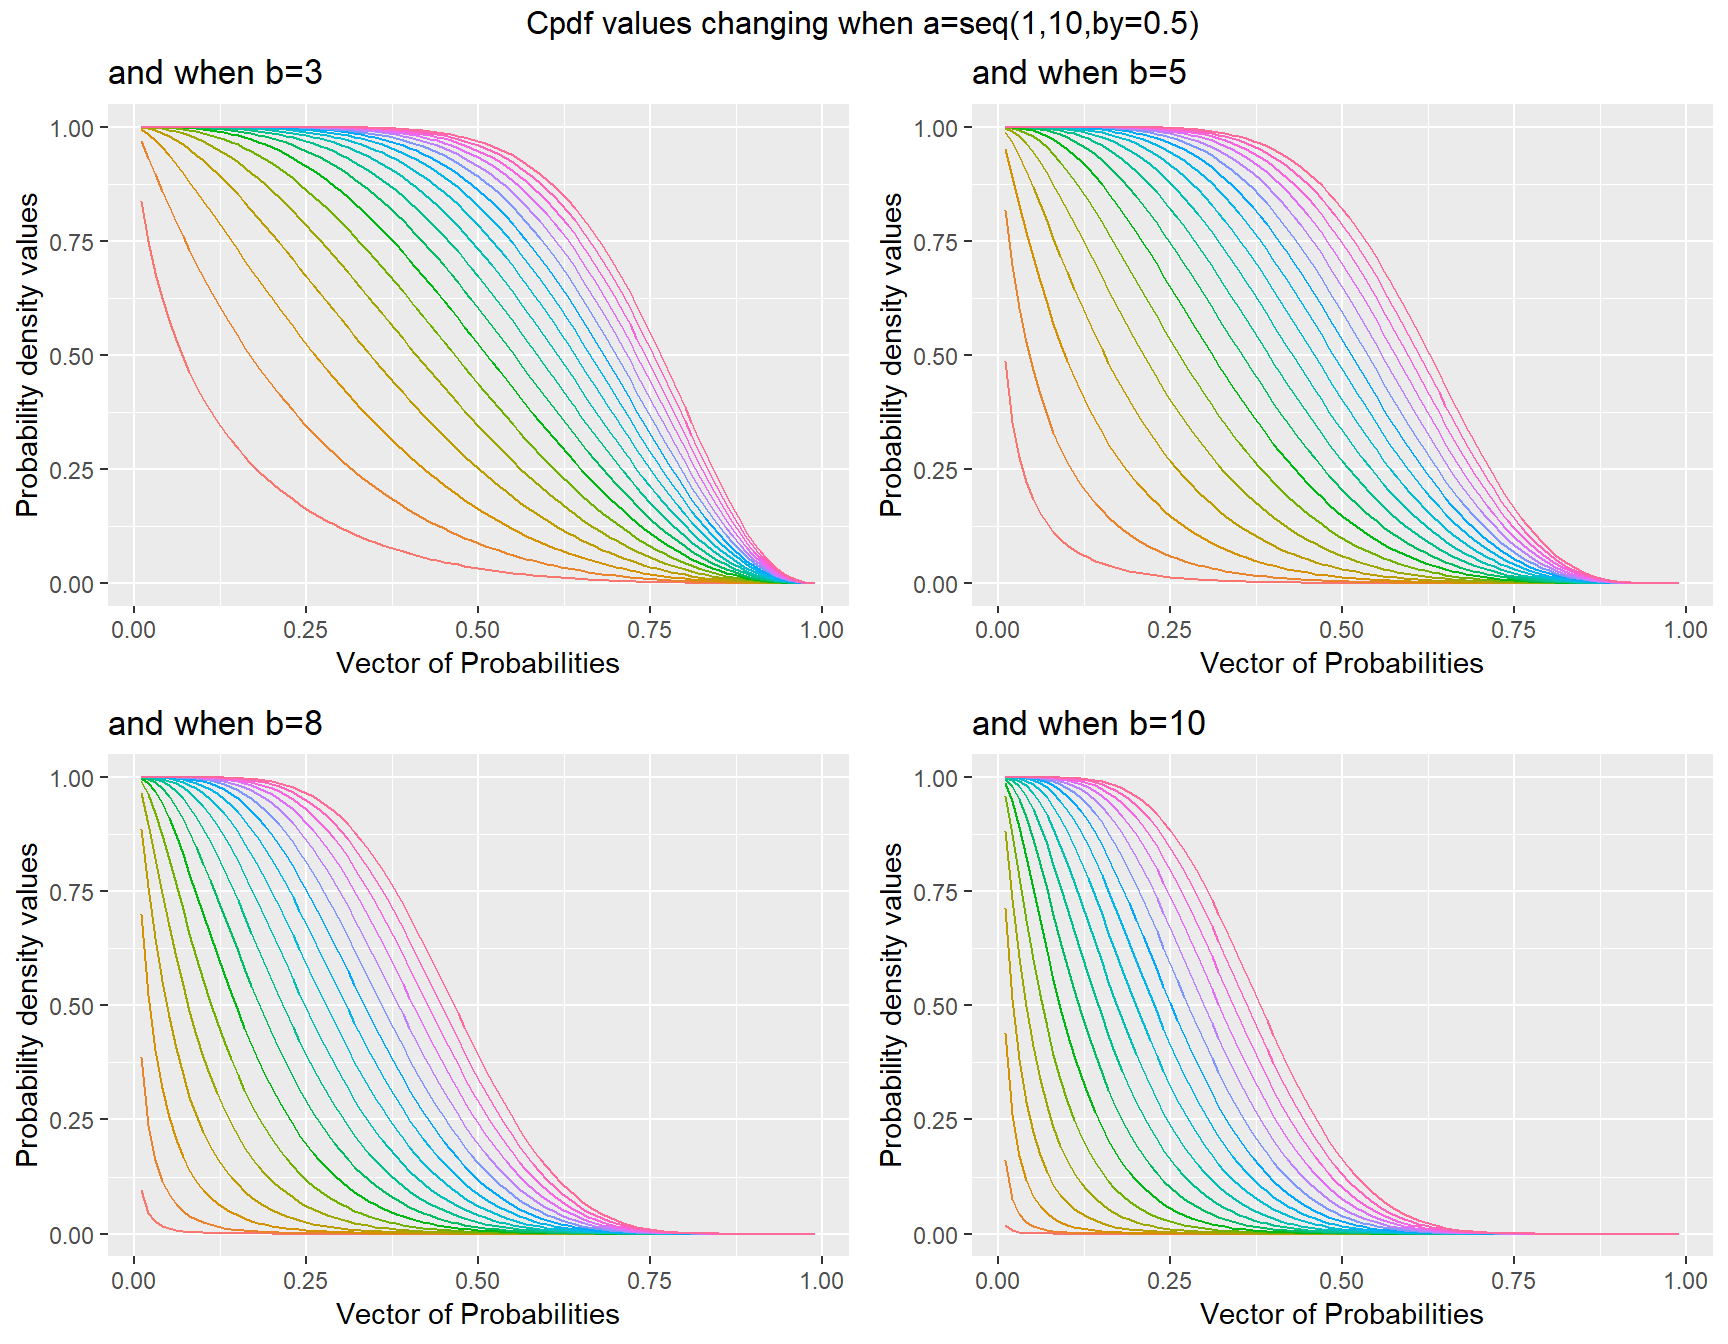 Cpdf values changing when a=seq(1,10,by=0.5)
and when b=3
Probability density values
1.00
0.75
0.50
0.25
0.00
0.00 0.25 0.50 0.75 1.00
Vector of Probabilities
and when b=5
Probability density values
1.00
0.75
0.50
0.25
0.00
0.00 0.25 0.50 0.75 1.00
Vector of Probabilities
and when b=8
Probability density values
1.00
0.75
0.50
0.25
0.00
0.00 0.25 0.50 0.75 1.00
Vector of Probabilities
and when b=10
Probability density values
1.00
0.75
0.50
0.25
0.00
0.00 0.25 0.50 0.75 1.00
Vector of Probabilities